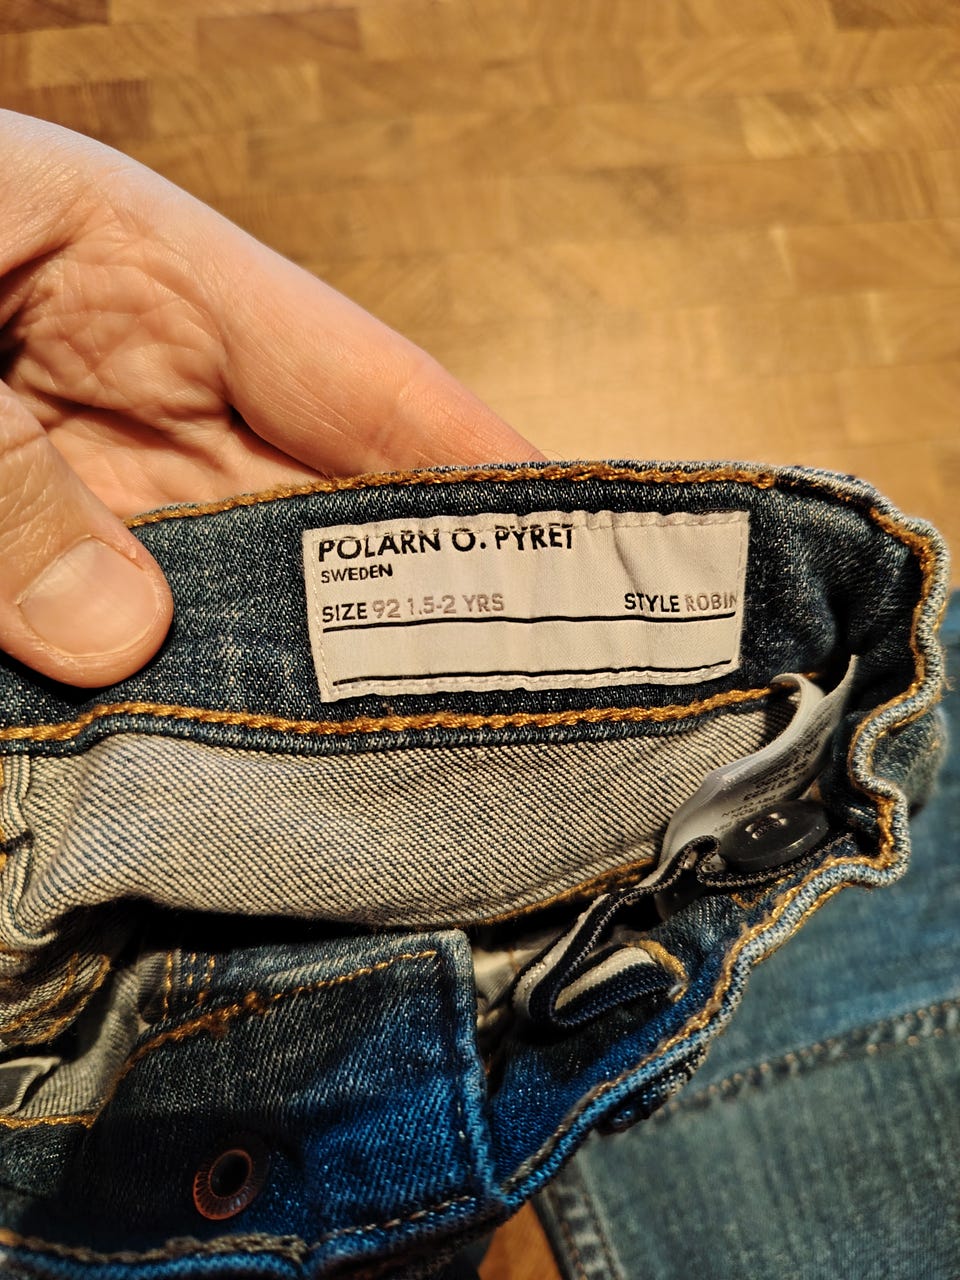 POLARN O. PYRET
SWEDEN
SIZE 92 1.5-2 YRS STYLE ROBIN